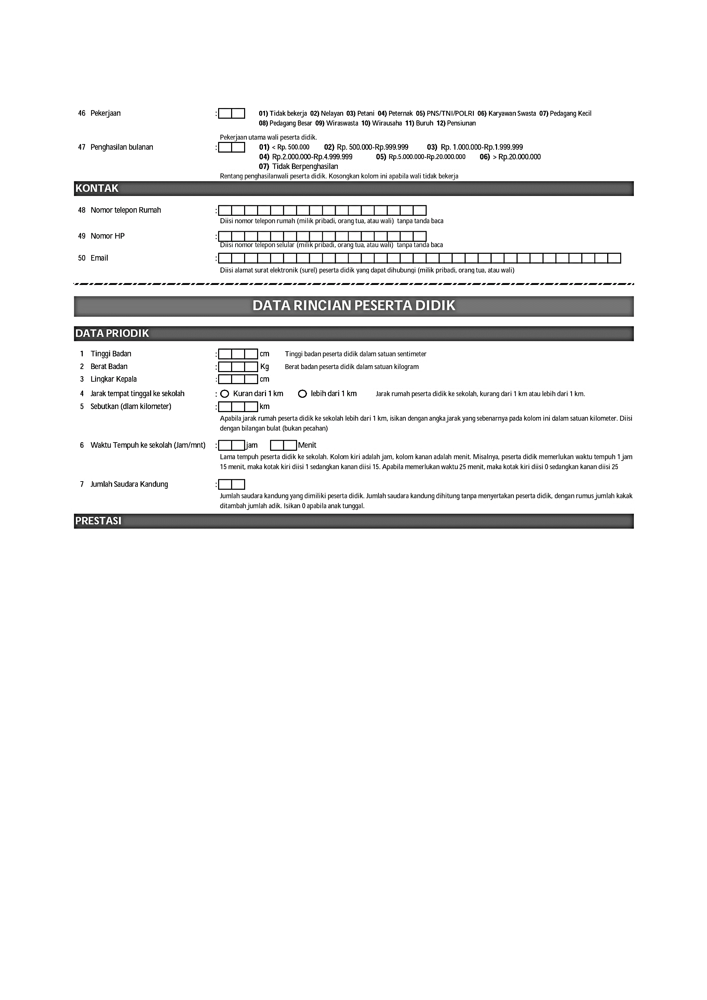 46 Pekerjaan : 01) Tidak bekerja 02) Nelayan 03) Petani 04) Peternak 05) PNS/TNI/POLRI 06) Karyawan Swasta 07) Pedagang Kecil
08) Pedagang Besar 09) Wiraswasta 10) Wirausaha 11) Buruh 12) Pensiunan
Pekerjaan utama wali peserta didik.
47 Penghasilan bulanan : 01) < Rp. 500.000 02) Rp. 500.000-Rp.999.999 03) Rp. 1.000.000-Rp.1.999.999
04) Rp.2.000.000-Rp.4.999.999 05) Rp.5.000.000-Rp.20.000.000 06) > Rp.20.000.000
07) Tidak Berpenghasilan
Rentang penghasilanwali peserta didik. Kosongkan kolom ini apabila wali tidak bekerja
KONTAK
48 Nomor telepon Rumah :
Diisi nomor telepon rumah (milik pribadi, orang tua, atau wali) tanpa tanda baca
49 Nomor HP :
Diisi nomor telepon selular (milik pribadi, orang tua, atau wali) tanpa tanda baca
50 Email :
Diisi alamat surat elektronik (surel) peserta didik yang dapat dihubungi (milik pribadi, orang tua, atau wali)
DATA RINCIAN PESERTA DIDIK
DATA PRIODIK
1 Tinggi Badan : cm Tinggi badan peserta didik dalam satuan sentimeter
2 Berat Badan : Kg Berat badan peserta didik dalam satuan kilogram
3 Lingkar Kepala : cm
4 Jarak tempat tinggal ke sekolah : Kuran dari 1 km lebih dari 1 km Jarak rumah peserta didik ke sekolah, kurang dari 1 km atau lebih dari 1 km.
5 Sebutkan (dlam kilometer) : km
Apabila jarak rumah peserta didik ke sekolah lebih dari 1 km, isikan dengan angka jarak yang sebenarnya pada kolom ini dalam satuan kilometer. Diisi
dengan bilangan bulat (bukan pecahan)
6 Waktu Tempuh ke sekolah (Jam/mnt) : jam Menit
Lama tempuh peserta didik ke sekolah. Kolom kiri adalah jam, kolom kanan adalah menit. Misalnya, peserta didik memerlukan waktu tempuh 1 jam
15 menit, maka kotak kiri diisi 1 sedangkan kanan diisi 15. Apabila memerlukan waktu 25 menit, maka kotak kiri diisi 0 sedangkan kanan diisi 25
7 Jumlah Saudara Kandung :
Jumlah saudara kandung yang dimiliki peserta didik. Jumlah saudara kandung dihitung tanpa menyertakan peserta didik, dengan rumus jumlah kakak
ditambah jumlah adik. Isikan 0 apabila anak tunggal.
PRESTASI